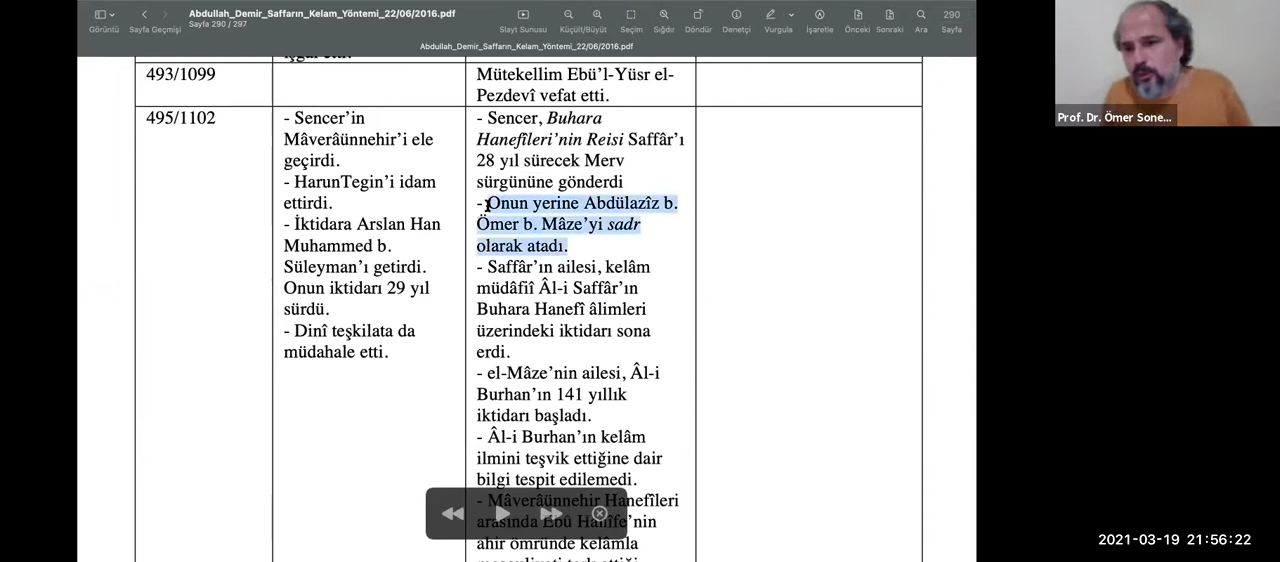 Abdullah_Demir_Saffarın_Kelam_Yöntemi_22/06/2016.pdf
Sayfa 290 / 297
290
Görüntü
Sayfa Geçmişi
Slayt Sunusu
Küçült/Büyüt
Seçim
Sığdır
Döndür
Denetçi
Vurgula
İşaretle
Önceki
Sonraki
Ara
Sayfa
Abdullah_Demir_Saffarın_Kelam_Yöntemi_22/06/2016.pdf
493/1099
Mütekellim Ebü’l-Yüsr el-
Pezdevî vefat etti.
495/1102
- Sencer’in
Mâverâünnehir’i ele
geçirdi.
- HarunTegin’i idam
ettirdi.
- İktidara Arslan Han
Muhammed b.
Süleyman’ı getirdi.
Onun iktidarı 29 yıl
sürdü.
- Dinî teşkilata da
müdahale etti.
- Sencer, Buhara
Hanefîleri’nin Reisi Saffâr’ı
28 yıl sürecek Merv
sürgününe gönderdi
- Onun yerine Abdülazîz b.
Ömer b. Mâze’yi sadr
olarak atadı.
- Saffâr’ın ailesi, kelâm
müdâfiî Âl-i Saffâr’ın
Buhara Hanefî âlimleri
üzerindeki iktidarı sona
erdi.
- el-Mâze’nin ailesi, Âl-i
Burhan’ın 141 yıllık
iktidarı başladı.
- Âl-i Burhan’ın kelâm
ilmini teşvik ettiğine dair
bilgi tespit edilemedi.
- Mâverâünnehir Hanefîleri
arasında Ebû Hanîfe’nin
ahir ömründe kelâmla
Prof. Dr. Ömer Sone...
2021-03-19 21:56:22